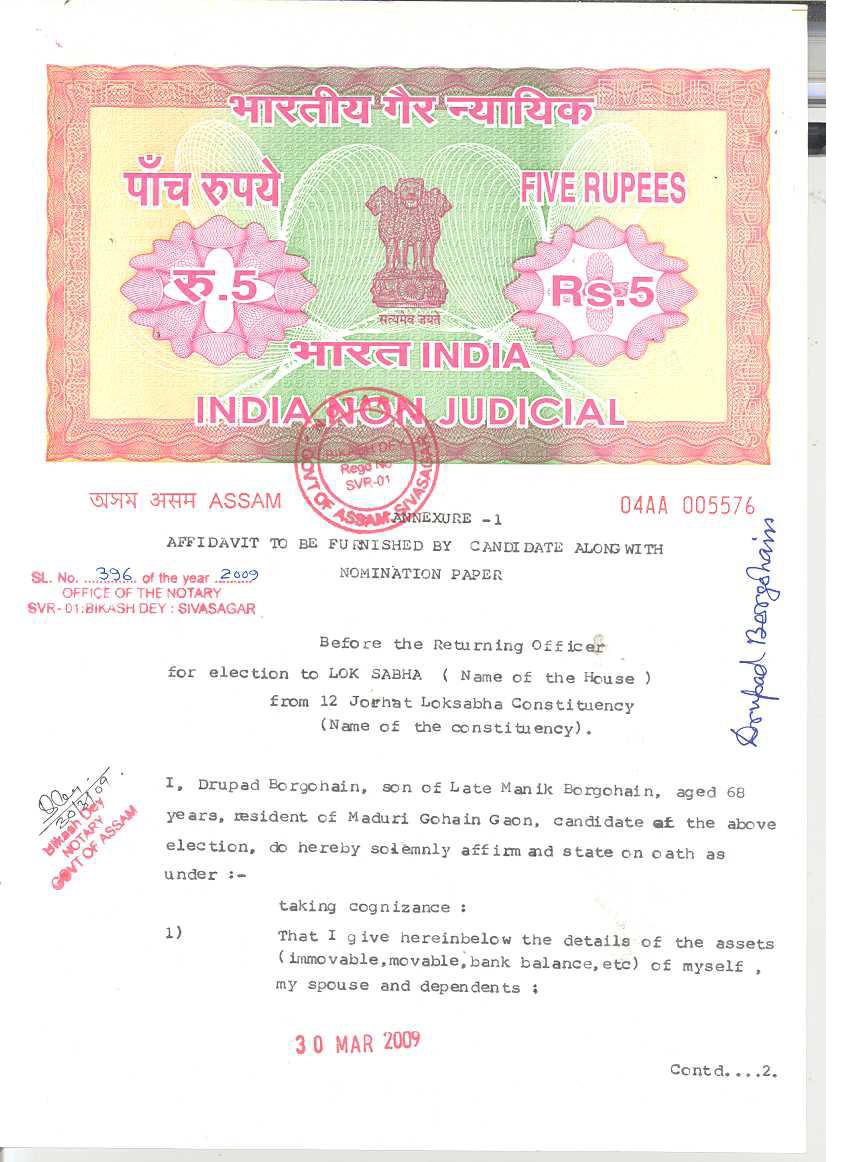 भारतीय गैर न्यायिक
पाँच रुपये
FIVE RUPEES
रु.5
Rs.5
सत्यमेव जयते
भारत INDIA
INDIA NON JUDICIAL
NOTARY
BIKASH DEY
Regd No
SVR-01
GOVT OF ASSAM SIVASAGAR
অসম असम ASSAM
04AA 005576
ANNEXURE -1
AFFIDAVIT TO BE FURNISHED BY CANDIDATE ALONG WITH
NOMINATION PAPER
SL. No. 396 of the year 2009
OFFICE OF THE NOTARY
SVR-01:BIKASH DEY : SIVASAGAR
Drupad Borgohain
Before the Returning Officer
for election to LOK SABHA ( Name of the House )
from 12 Jorhat Loksabha Constituency
(Name of the constituency).
Bikash Dey
NOTARY
GOVT OF ASSAM
I, Drupad Borgohain, son of Late Manik Borgohain, aged 68
years, resident of Maduri Gohain Gaon, candidate at the above
election, do hereby solemnly affirm and state on oath as
under :-
taking cognizance :
1) That I give hereinbelow the details of the assets
(immovable,movable,bank balance,etc) of myself ,
my spouse and dependents ;
30 MAR 2009
Contd....2.